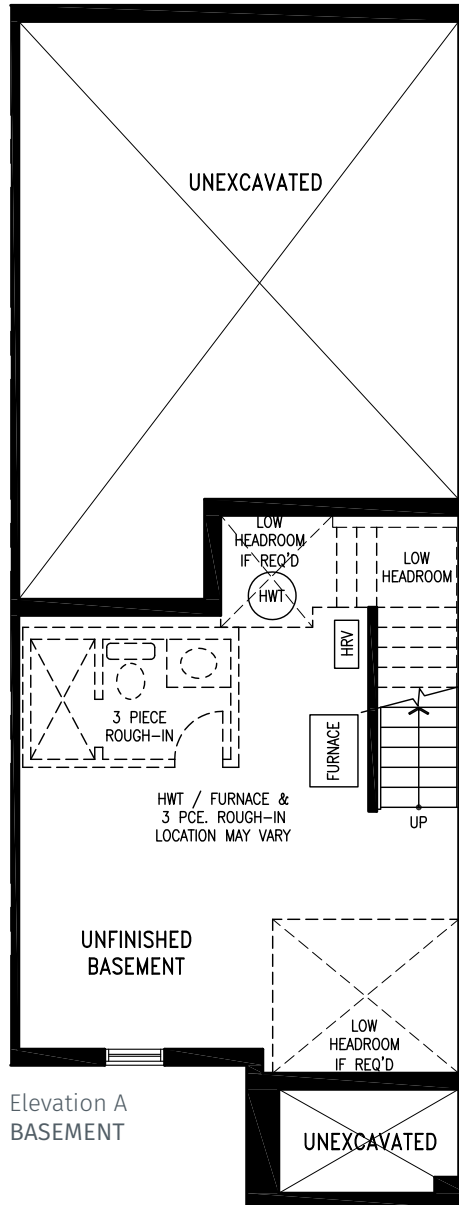 UNEXCAVATED
LOW
HEADROOM
IF REQ'D
HWT
LOW
HEADROOM
HRV
3 PIECE
ROUGH-IN
FURNACE
HWT / FURNACE &
3 PCE. ROUGH-IN
LOCATION MAY VARY
UP
UNFINISHED
BASEMENT
LOW
HEADROOM
IF REQ'D
Elevation A
BASEMENT
UNEXCAVATED